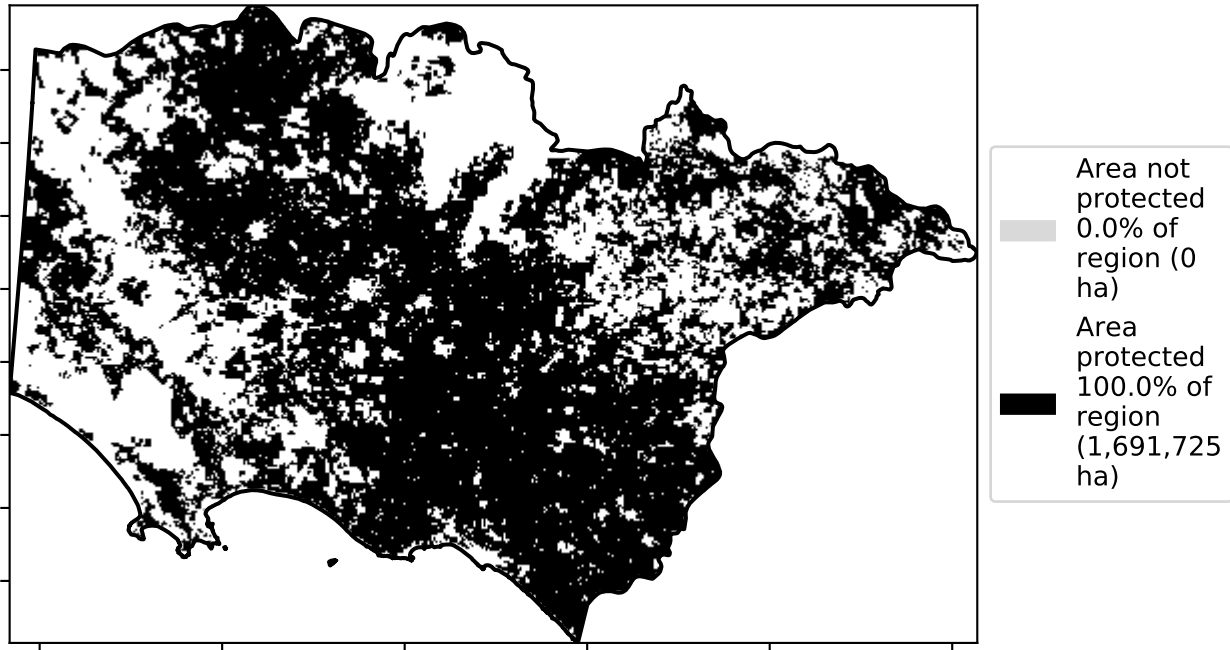 Area not
protected
0.0% of
region (0
ha)
Area
protected
100.0% of
region
(1,691,725
ha)